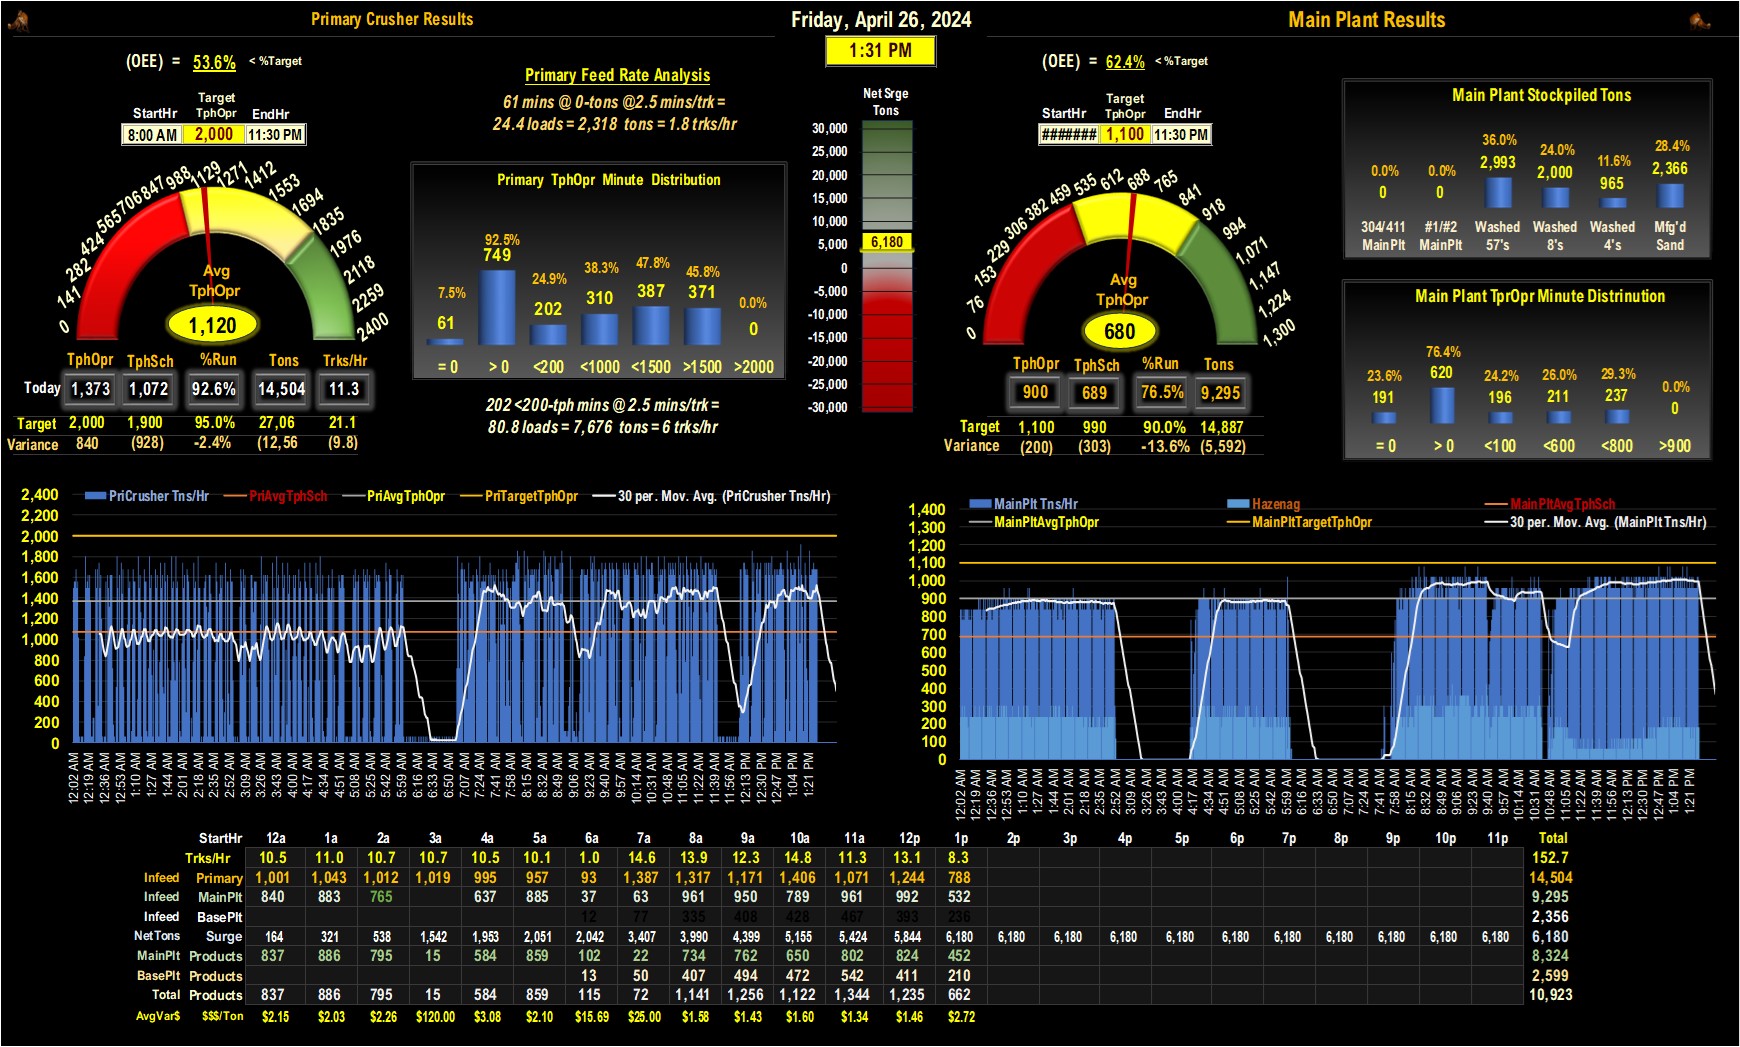 Primary Crusher Results
Friday, April 26, 2024
Main Plant Results
1:31 PM
(OEE) = 53.6% < %Target
Target
StartHr TphOpr EndHr
8:00 AM 2,000 11:30 PM
Primary Feed Rate Analysis
61 mins @ 0-tons @2.5 mins/trk =
24.4 loads = 2,318 tons = 1.8 trks/hr
0 141 282 424 565 706 847 988 1129 1271 1412 1553 1694 1835 1976 2118 2259 2400
Avg
TphOpr
1,120
TphOpr TphSch %Run Tons Trks/Hr
Today 1,373 1,072 92.6% 14,504 11.3
Target 2,000 1,900 95.0% 27,06 21.1
Variance 840 (928) -2.4% (12,56 (9.8)
Primary TphOpr Minute Distribution
7.5% 92.5% 24.9% 38.3% 47.8% 45.8% 0.0%
61 749 202 310 387 371 0
= 0 > 0 <200 <1000 <1500 >1500 >2000
202 <200-tph mins @ 2.5 mins/trk =
80.8 loads = 7,676 tons = 6 trks/hr
Net Srge
Tons
30,000
25,000
20,000
15,000
10,000
5,000
6,180
0
-5,000
-10,000
-15,000
-20,000
-25,000
-30,000
(OEE) = 62.4% < %Target
Target
StartHr TphOpr EndHr
####### 1,100 11:30 PM
0 76 153 229 306 382 459 535 612 688 765 841 918 994 1,071 1,147 1,224 1,300
Avg
TphOpr
680
TphOpr TphSch %Run Tons
900 689 76.5% 9,295
Target 1,100 990 90.0% 14,887
Variance (200) (303) -13.6% (5,592)
Main Plant Stockpiled Tons
0.0% 0.0% 36.0% 24.0% 11.6% 28.4%
0 0 2,993 2,000 965 2,366
304/411 #1/#2 Washed Washed Washed Mfg'd
MainPlt MainPlt 57's 8's 4's Sand
Main Plant TprOpr Minute Distrinution
23.6% 76.4% 24.2% 26.0% 29.3% 0.0%
191 620 196 211 237 0
= 0 > 0 <100 <600 <800 >900
PriCrusher Tns/Hr PriAvgTphSch PriAvgTphOpr PriTargetTphOpr 30 per. Mov. Avg. (PriCrusher Tns/Hr)
2,400
2,200
2,000
1,800
1,600
1,400
1,200
1,000
800
600
400
200
0
12:02 AM 12:19 AM 12:36 AM 12:53 AM 1:10 AM 1:27 AM 1:44 AM 2:01 AM 2:18 AM 2:35 AM 2:52 AM 3:09 AM 3:26 AM 3:43 AM 4:00 AM 4:17 AM 4:34 AM 4:51 AM 5:08 AM 5:25 AM 5:42 AM 5:59 AM 6:16 AM 6:33 AM 6:50 AM 7:07 AM 7:24 AM 7:41 AM 7:58 AM 8:15 AM 8:32 AM 8:49 AM 9:06 AM 9:23 AM 9:40 AM 9:57 AM 10:14 AM 10:31 AM 10:48 AM 11:05 AM 11:22 AM 11:39 AM 11:56 AM 12:13 PM 12:30 PM 12:47 PM 1:04 PM 1:21 PM
MainPlt Tns/Hr Hazenag MainPltAvgTphSch
MainPltAvgTphOpr MainPltTargetTphOpr 30 per. Mov. Avg. (MainPlt Tns/Hr)
1,400
1,300
1,200
1,100
1,000
900
800
700
600
500
400
300
200
100
0
12:02 AM 12:19 AM 12:36 AM 12:53 AM 1:10 AM 1:27 AM 1:44 AM 2:01 AM 2:18 AM 2:35 AM 2:52 AM 3:09 AM 3:26 AM 3:43 AM 4:00 AM 4:17 AM 4:34 AM 4:51 AM 5:08 AM 5:25 AM 5:42 AM 5:59 AM 6:16 AM 6:33 AM 6:50 AM 7:07 AM 7:24 AM 7:41 AM 7:58 AM 8:15 AM 8:32 AM 8:49 AM 9:06 AM 9:23 AM 9:40 AM 9:57 AM 10:14 AM 10:31 AM 10:48 AM 11:05 AM 11:22 AM 11:39 AM 11:56 AM 12:13 PM 12:30 PM 12:47 PM 1:04 PM 1:21 PM
StartHr 12a 1a 2a 3a 4a 5a 6a 7a 8a 9a 10a 11a 12p 1p 2p 3p 4p 5p 6p 7p 8p 9p 10p 11p Total
Trks/Hr 10.5 11.0 10.7 10.7 10.5 10.1 1.0 14.6 13.9 12.3 14.8 11.3 13.1 8.3 152.7
Infeed Primary 1,001 1,043 1,012 1,019 995 957 93 1,387 1,317 1,171 1,406 1,071 1,244 788 14,504
Infeed MainPlt 840 883 765 637 885 37 63 961 950 789 961 992 532 9,295
Infeed BasePlt 12 77 335 408 428 467 393 236 2,356
NetTons Surge 164 321 538 1,542 1,953 2,051 2,042 3,407 3,990 4,399 5,155 5,424 5,844 6,180 6,180 6,180 6,180 6,180 6,180 6,180 6,180 6,180 6,180 6,180 6,180
MainPlt Products 837 886 795 15 584 859 102 22 734 762 650 802 824 452 8,324
BasePlt Products 13 50 407 494 472 542 411 210 2,599
Total Products 837 886 795 15 584 859 115 72 1,141 1,256 1,122 1,344 1,235 662 10,923
AvgVar$ $$$/Ton $2.15 $2.03 $2.26 $120.00 $3.08 $2.10 $15.69 $25.00 $1.58 $1.43 $1.60 $1.34 $1.46 $2.72